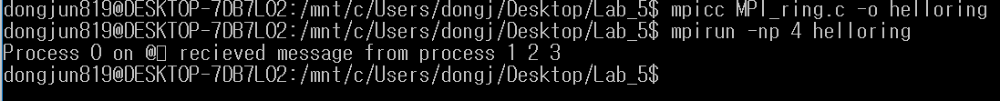 dongjun819@DESKTOP-7DB7LO2:/mnt/c/Users/dongj/Desktop/Lab_5$ mpicc MPI_ring.c -o helloring
dongjun819@DESKTOP-7DB7LO2:/mnt/c/Users/dongj/Desktop/Lab_5$ mpirun -np 4 helloring
Process 0 on @▯ recieved message from process 1 2 3
dongjun819@DESKTOP-7DB7LO2:/mnt/c/Users/dongj/Desktop/Lab_5$